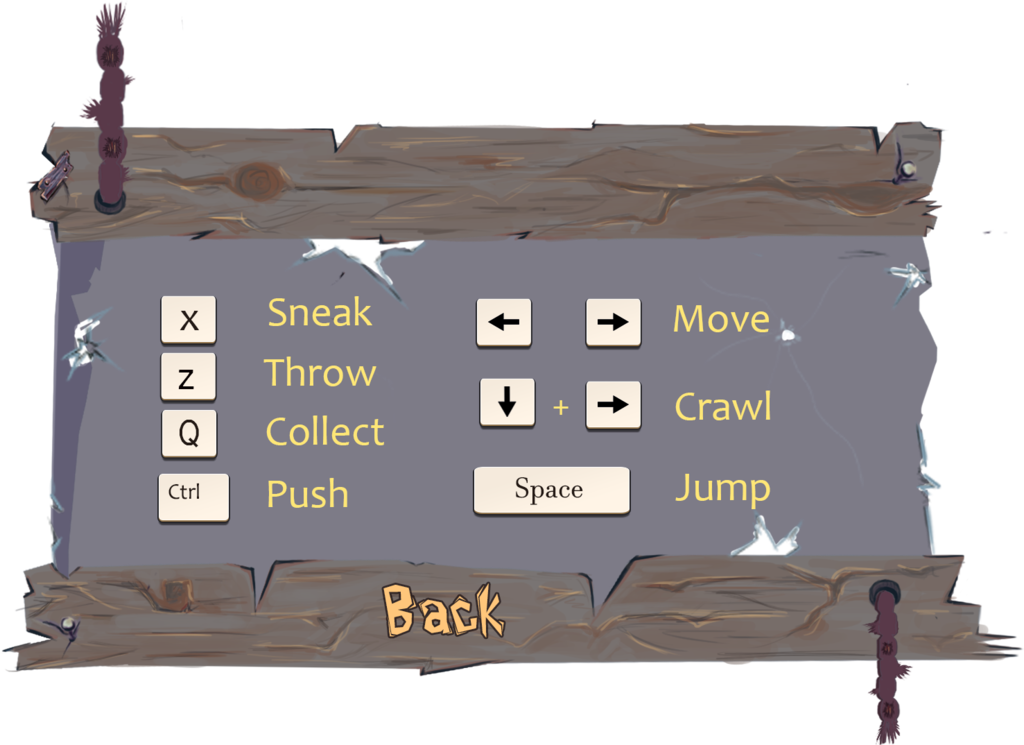 X Sneak
Z Throw
Q Collect
Ctrl Push
← → Move
↓ + → Crawl
Space Jump
Back